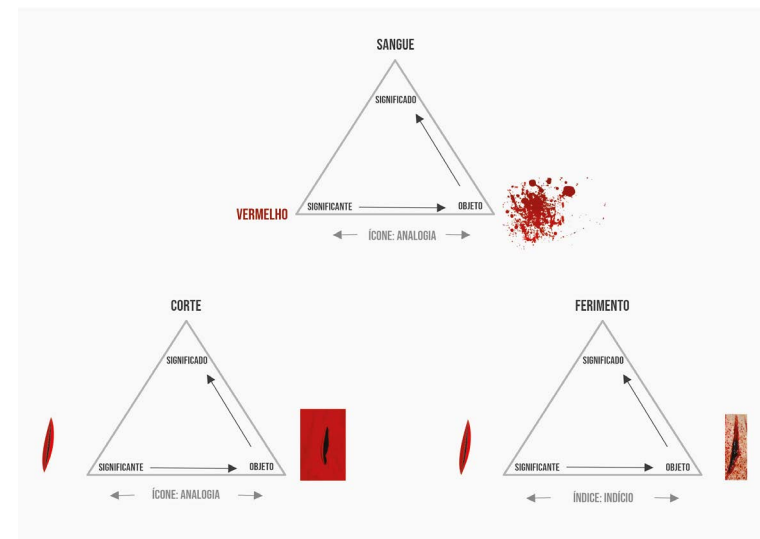 SANGUE
SIGNIFICADO
VERMELHO
SIGNIFICANTE
OBJETO
ÍCONE: ANALOGIA
CORTE
SIGNIFICADO
SIGNIFICANTE
OBJETO
ÍCONE: ANALOGIA
FERIMENTO
SIGNIFICADO
SIGNIFICANTE
OBJETO
ÍNDICE: INDÍCIO